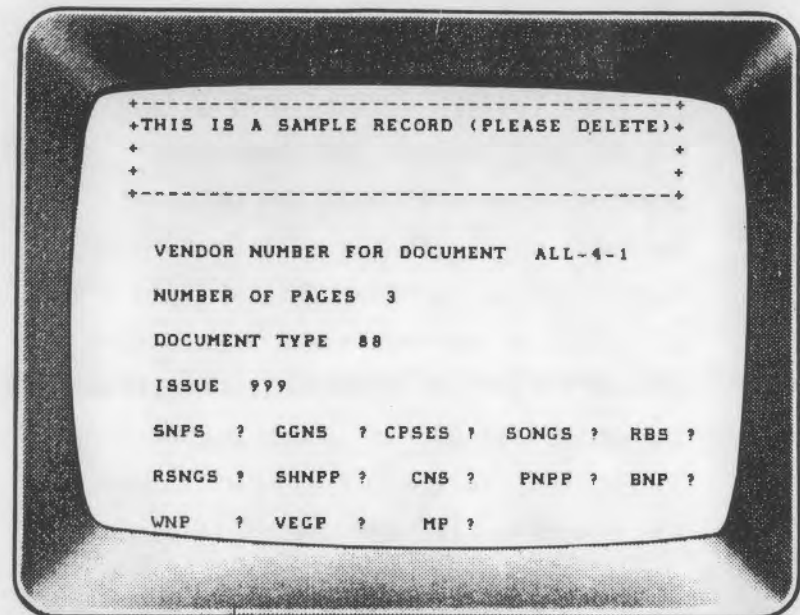 +-----------------------------------------+
+THIS IS A SAMPLE RECORD (PLEASE DELETE)+
+ +
+ +
+-----------------------------------------+
VENDOR NUMBER FOR DOCUMENT ALL-4-1
NUMBER OF PAGES 3
DOCUMENT TYPE 88
ISSUE 999
SNPS ? GGNS ? CPSES ? SONGS ? RBS ?
RSNGS ? SHNPP ? CNS ? PNPP ? BNP ?
WNP ? VEGP ? MP ?